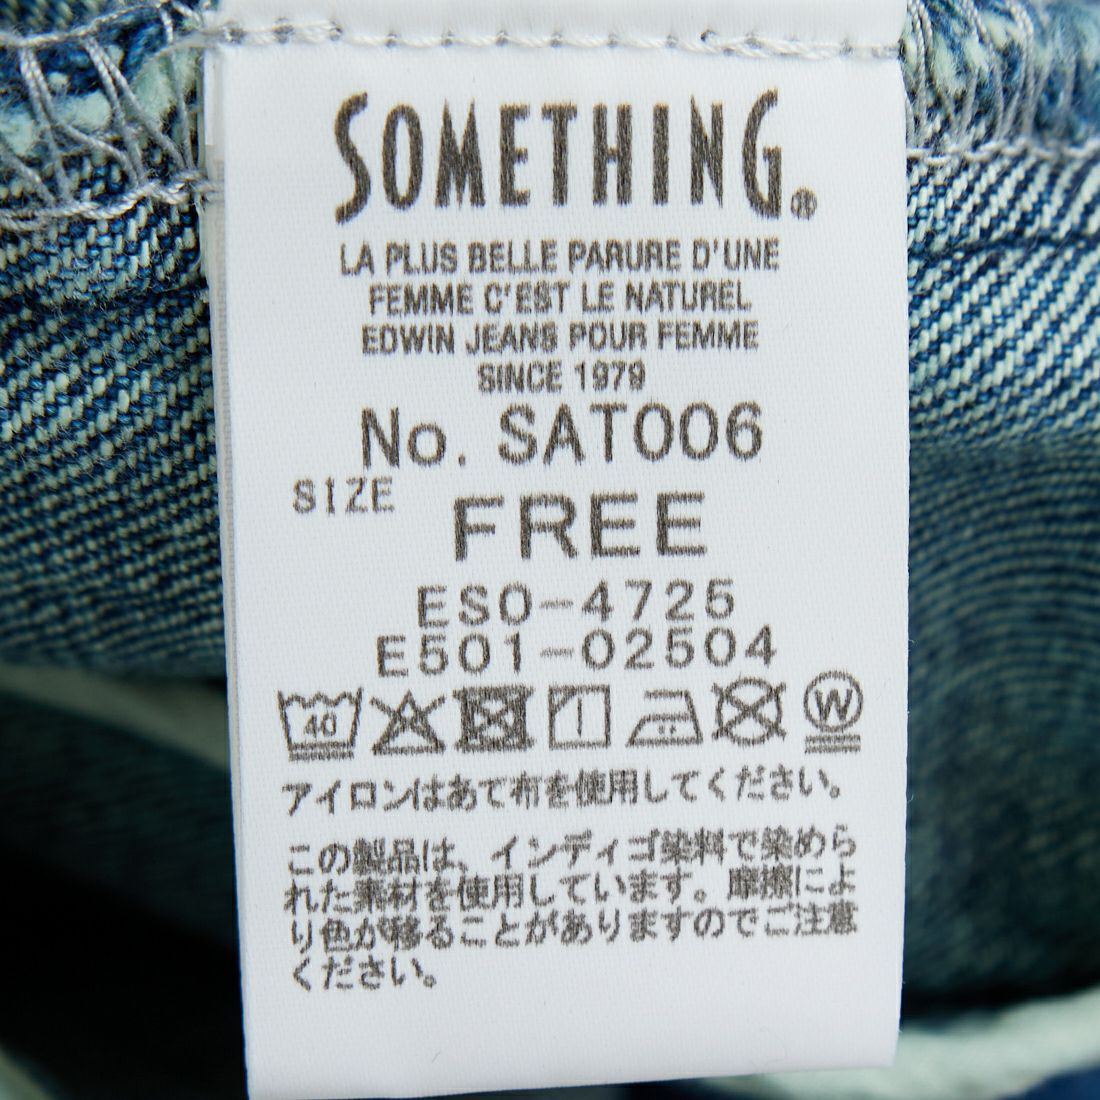 SOMETHING®
LA PLUS BELLE PARURE D'UNE
FEMME C'EST LE NATUREL
EDWIN JEANS POUR FEMME
SINCE 1979
No. SAT006
SIZE
FREE
ESO-4725
E501-02504
40 W
アイロンはあて布を使用してください。
この製品は、インディゴ染料で染めら
れた素材を使用しています。摩擦によ
り色が移ることがありますのでご注意
ください。